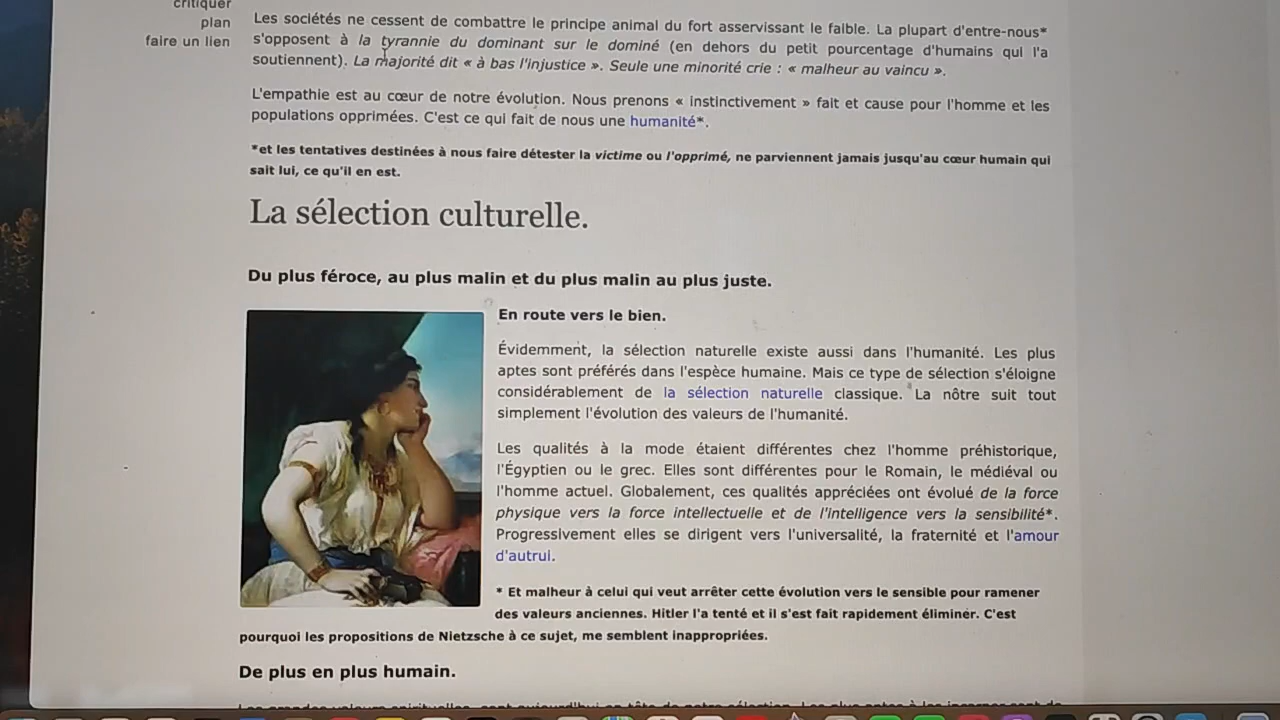 critiquer
plan
faire un lien
Les sociétés ne cessent de combattre le principe animal du fort asservissant le faible. La plupart d'entre-nous*
s'opposent à la tyrannie du dominant sur le dominé (en dehors du petit pourcentage d'humains qui l'a
soutiennent). La majorité dit « à bas l'injustice ». Seule une minorité crie : « malheur au vaincu ».
L'empathie est au cœur de notre évolution. Nous prenons « instinctivement » fait et cause pour l'homme et les
populations opprimées. C'est ce qui fait de nous une humanité*.
*et les tentatives destinées à nous faire détester la victime ou l'opprimé, ne parviennent jamais jusqu'au cœur humain qui
sait lui, ce qu'il en est.
La sélection culturelle.
Du plus féroce, au plus malin et du plus malin au plus juste.
En route vers le bien.
Évidemment, la sélection naturelle existe aussi dans l'humanité. Les plus
aptes sont préférés dans l'espèce humaine. Mais ce type de sélection s'éloigne
considérablement de la sélection naturelle classique. La nôtre suit tout
simplement l'évolution des valeurs de l'humanité.
Les qualités à la mode étaient différentes chez l'homme préhistorique,
l'Égyptien ou le grec. Elles sont différentes pour le Romain, le médiéval ou
l'homme actuel. Globalement, ces qualités appréciées ont évolué de la force
physique vers la force intellectuelle et de l'intelligence vers la sensibilité*.
Progressivement elles se dirigent vers l'universalité, la fraternité et l'amour
d'autrui.
* Et malheur à celui qui veut arrêter cette évolution vers le sensible pour ramener
des valeurs anciennes. Hitler l'a tenté et il s'est fait rapidement éliminer. C'est
pourquoi les propositions de Nietzsche à ce sujet, me semblent inappropriées.
De plus en plus humain.